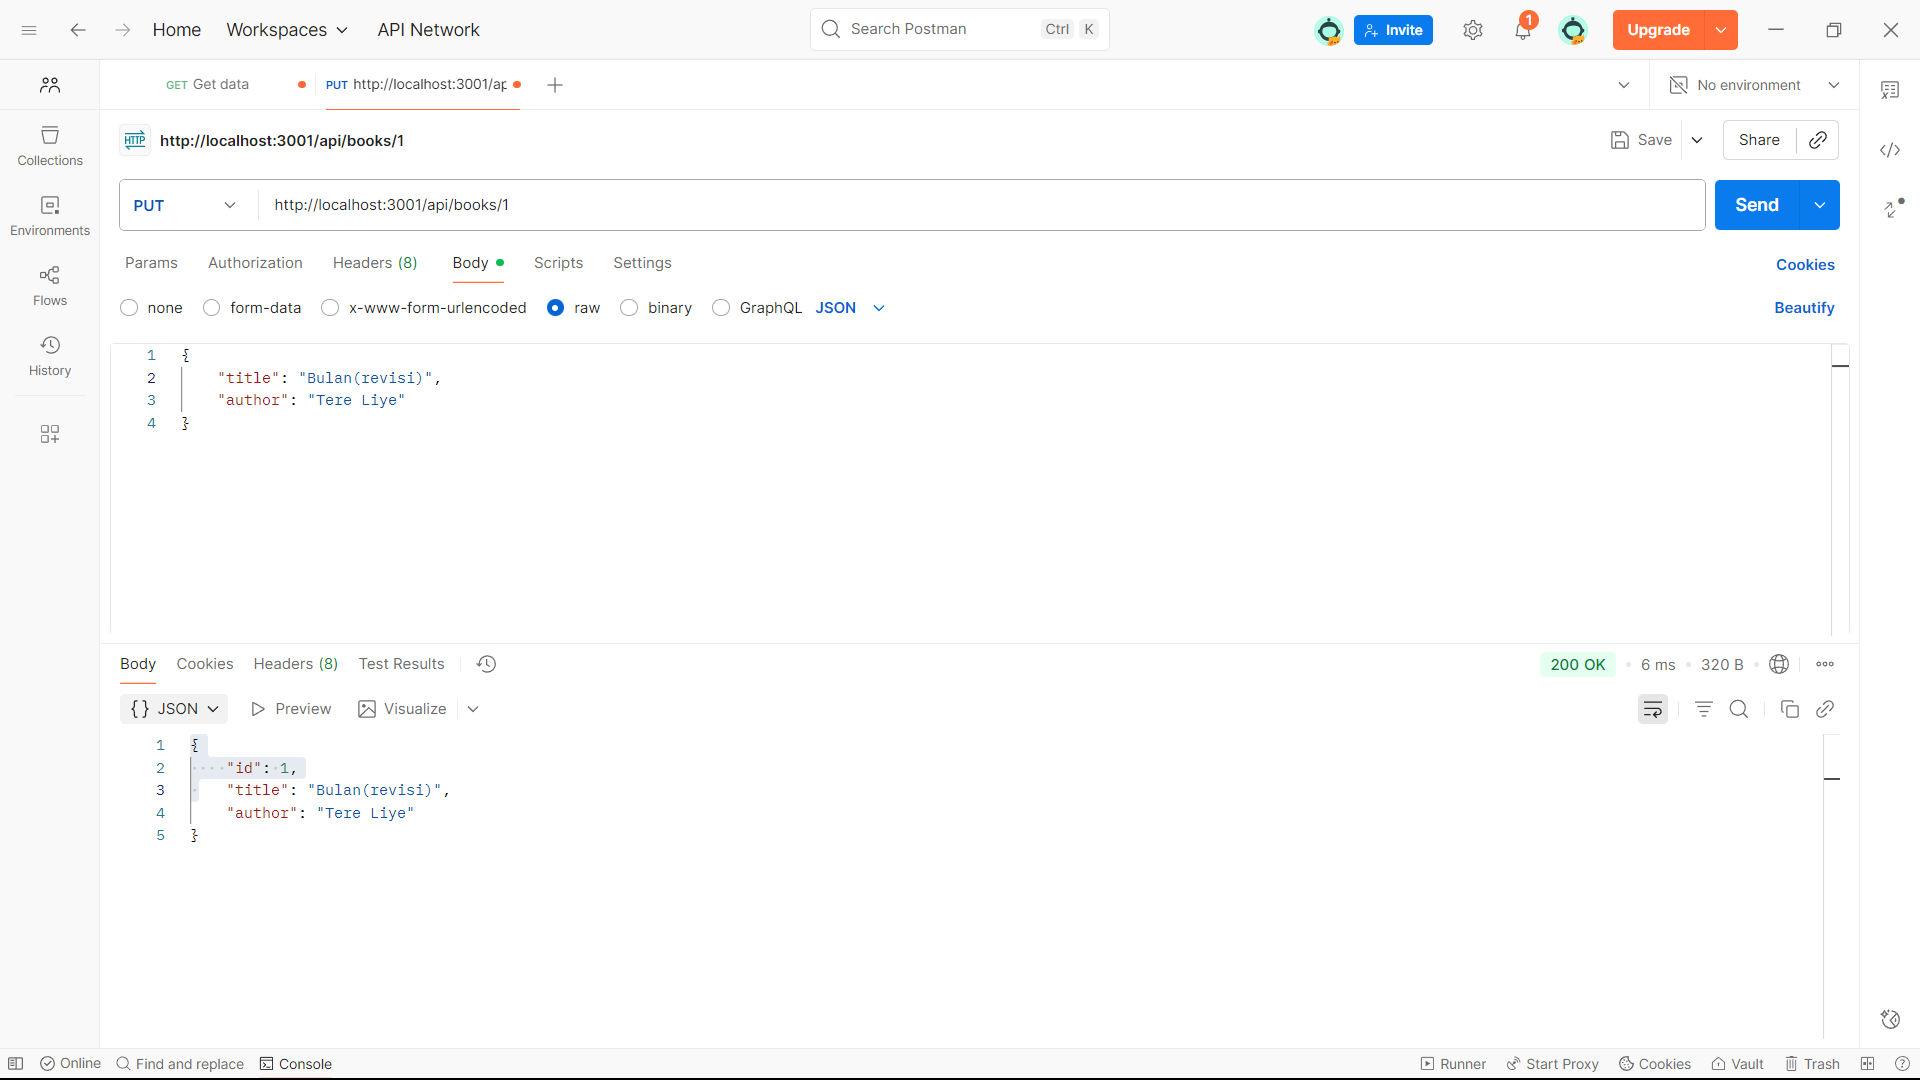 Home Workspaces API Network Search Postman Ctrl K Invite 1 Upgrade
GET Get data PUT http://localhost:3001/ap No environment
HTTP http://localhost:3001/api/books/1 Save Share
PUT http://localhost:3001/api/books/1 Send
Collections
Environments
Flows
History
Params Authorization Headers (8) Body Scripts Settings Cookies
none form-data x-www-form-urlencoded raw binary GraphQL JSON Beautify
1 {
2 "title": "Bulan(revisi)",
3 "author": "Tere Liye"
4 }
Body Cookies Headers (8) Test Results 200 OK • 6 ms • 320 B •
{} JSON Preview Visualize
1 {
2 "id": 1,
3 "title": "Bulan(revisi)",
4 "author": "Tere Liye"
5 }
Online Find and replace Console Runner Start Proxy Cookies Vault Trash